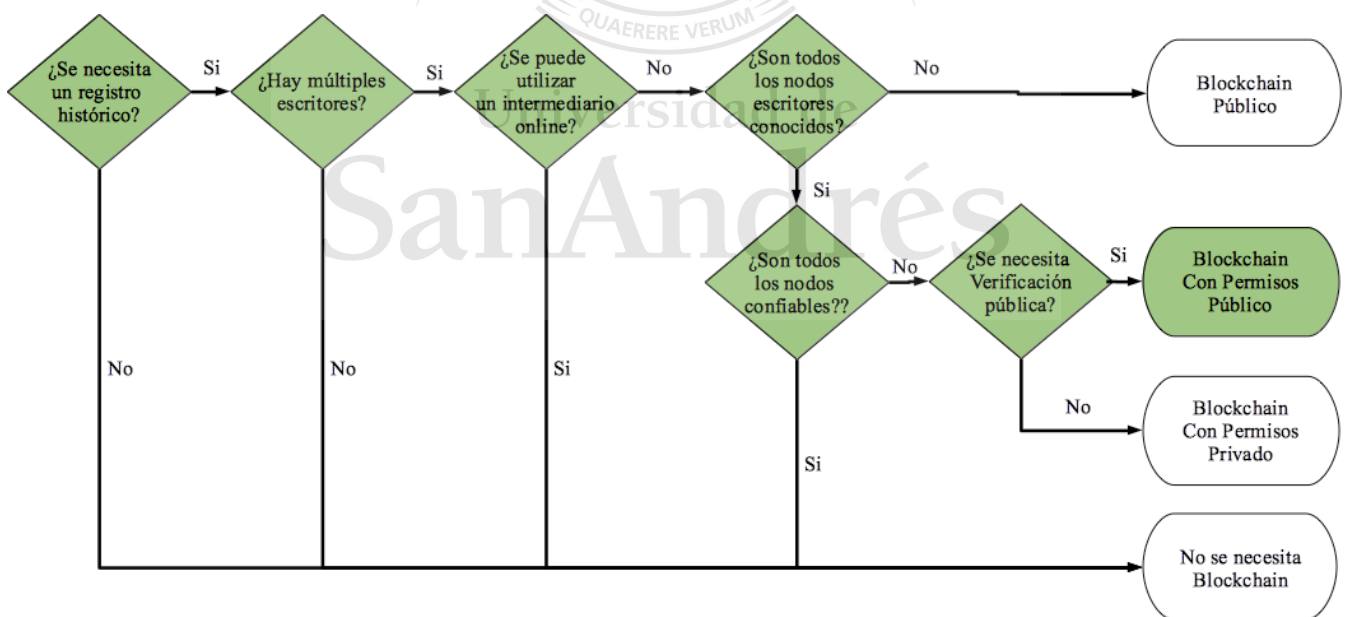 QUAERERE VERUM
Universidad de
SanAndrés
¿Se necesita
un registro
histórico?
Si
¿Hay múltiples
escritores?
Si
¿Se puede
utilizar
un intermediario
online?
No
¿Son todos
los nodos
escritores
conocidos?
No
Blockchain
Público
Si
¿Son todos
los nodos
confiables??
No
¿Se necesita
Verificación
pública?
Si
Blockchain
Con Permisos
Público
No
No
Si
Si
No
Blockchain
Con Permisos
Privado
No se necesita
Blockchain